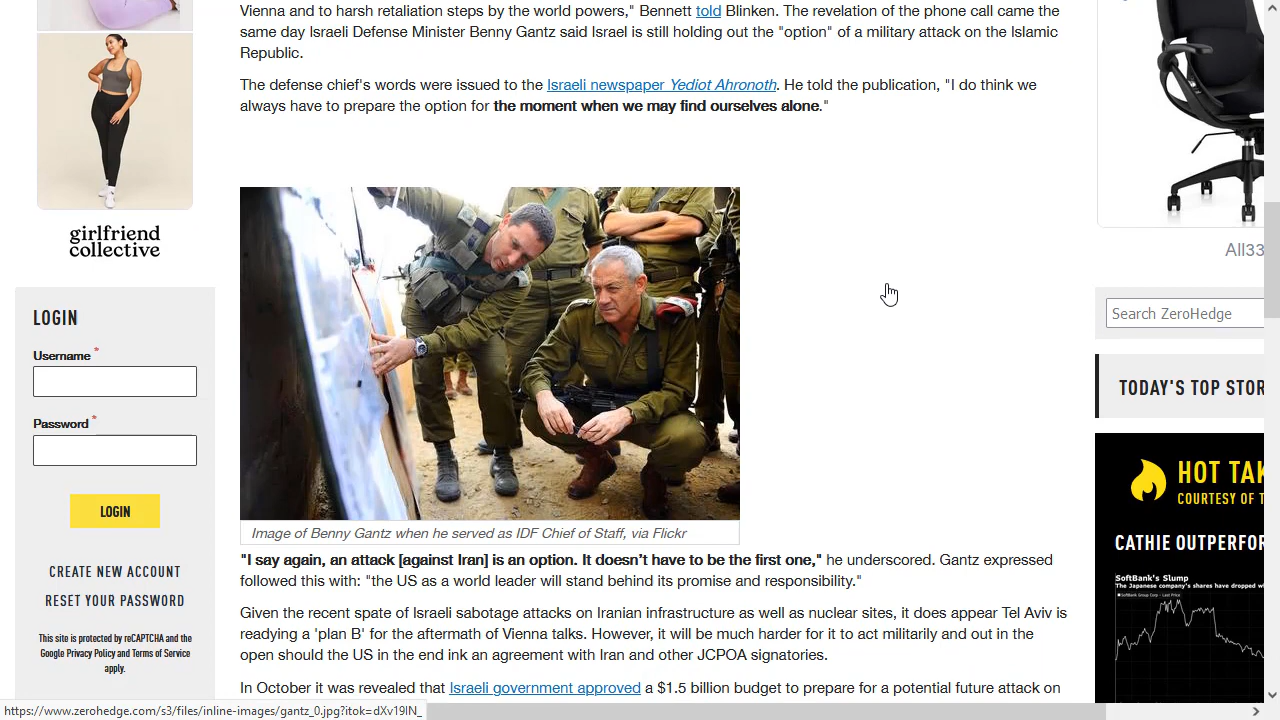 Vienna and to harsh retaliation steps by the world powers," Bennett told Blinken. The revelation of the phone call came the
same day Israeli Defense Minister Benny Gantz said Israel is still holding out the "option" of a military attack on the Islamic
Republic.
The defense chief's words were issued to the Israeli newspaper Yediot Ahronoth. He told the publication, "I do think we
always have to prepare the option for the moment when we may find ourselves alone."
girlfriend
collective
LOGIN
Username *
Password *
LOGIN
CREATE NEW ACCOUNT
RESET YOUR PASSWORD
This site is protected by reCAPTCHA and the
Google Privacy Policy and Terms of Service
apply.
Image of Benny Gantz when he served as IDF Chief of Staff, via Flickr
"I say again, an attack [against Iran] is an option. It doesn't have to be the first one," he underscored. Gantz expressed
followed this with: "the US as a world leader will stand behind its promise and responsibility."
Given the recent spate of Israeli sabotage attacks on Iranian infrastructure as well as nuclear sites, it does appear Tel Aviv is
readying a 'plan B' for the aftermath of Vienna talks. However, it will be much harder for it to act militarily and out in the
open should the US in the end ink an agreement with Iran and other JCPOA signatories.
In October it was revealed that Israeli government approved a $1.5 billion budget to prepare for a potential future attack on
All33
Search ZeroHedge
TODAY'S TOP STOR
HOT TAK
COURTESY OF T
CATHIE OUTPERFOR
SoftBank's Slump
The Japanese company's shares have dropped w
SoftBank Group Corp - Last Price
https://www.zerohedge.com/s3/files/inline-images/gantz_0.jpg?itok=dXv19lN_